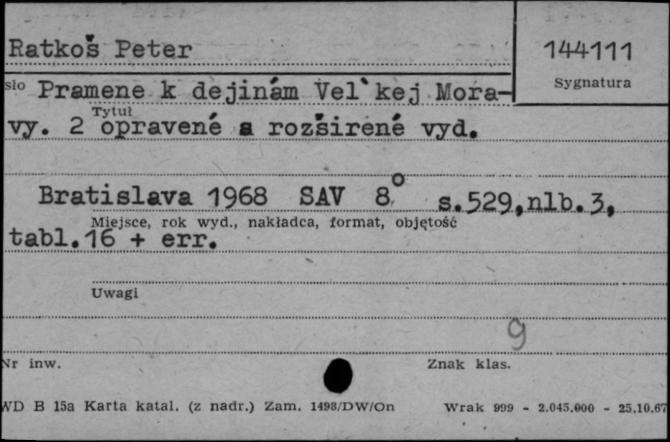 Ratkoš Peter
144111
sło
Sygnatura
Pramene k dejinám Vel`kej Mora-
Tytuł
vy. 2 opravené a rozširené vyd.
Bratislava 1968 SAV 8° s.529,nlb.3,
Miejsce, rok wyd., nakładca, format, objętość
tabl.16 + err.
Uwagi
9
Nr inw.
Znak klas.
WD B 15a Karta katal. (z nadr.) Zam. 1498/DW/On
Wrak 999 - 2.045.000 - 25.10.67